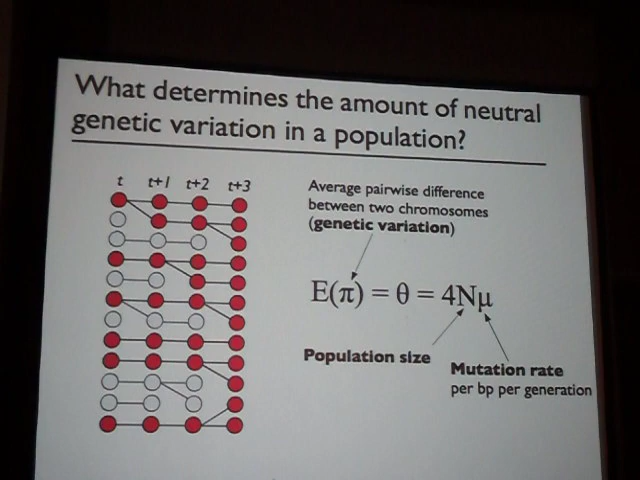 What determines the amount of neutral
genetic variation in a population?
t t+1 t+2 t+3
Average pairwise difference
between two chromosomes
(genetic variation)
E(π) = θ = 4Nμ
Population size
Mutation rate
per bp per generation